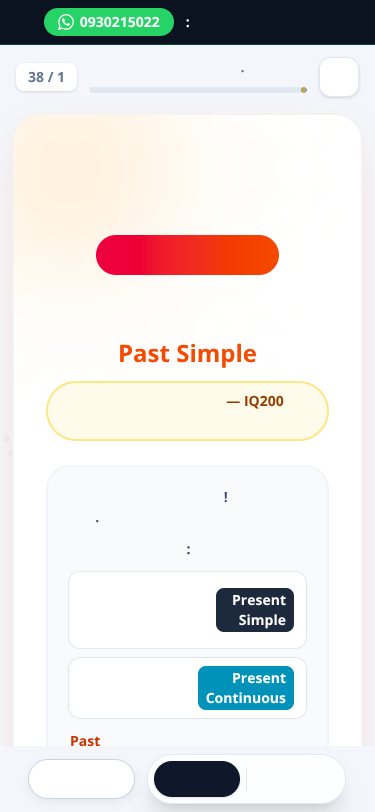 0930215022 :
38 / 1
.
Past Simple
— IQ200
!
.
:
Present
Simple
Present
Continuous
Past